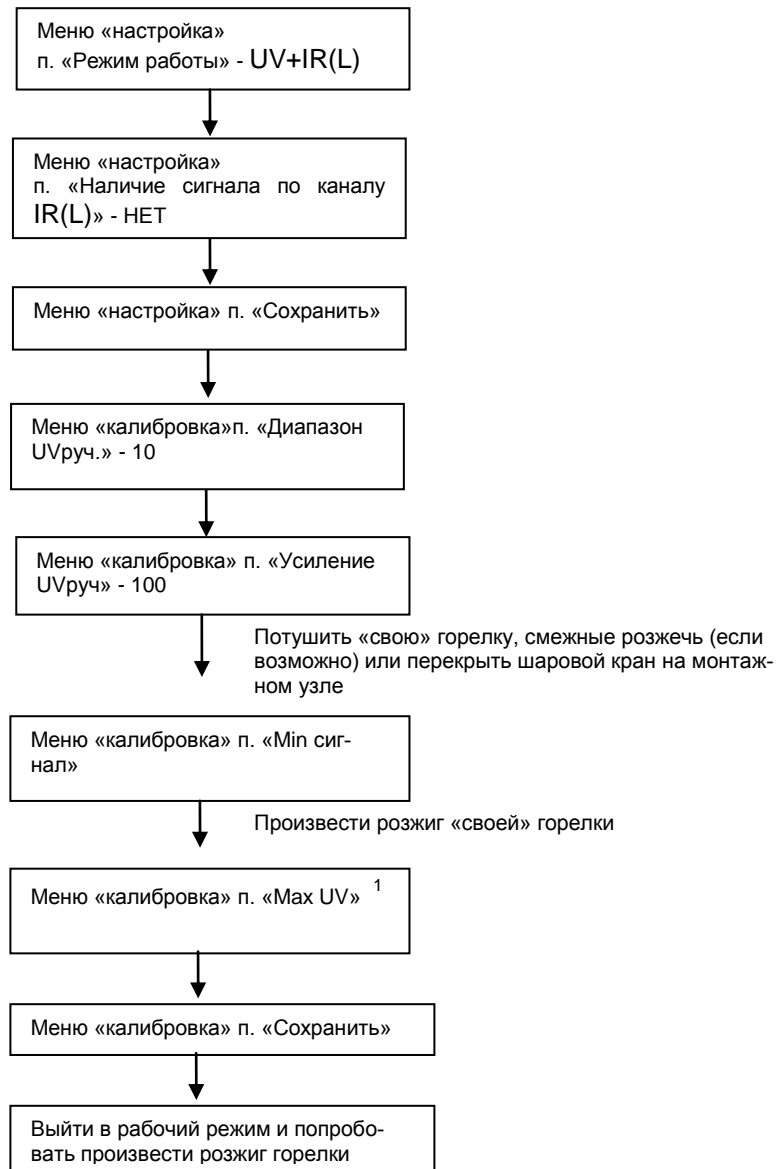 Меню «настройка»
п. «Режим работы» - UV+IR(L)
Меню «настройка»
п. «Наличие сигнала по каналу
IR(L)» - НЕТ
Меню «настройка» п. «Сохранить»
Меню «калибровка»п. «Диапазон
UVруч.» - 10
Меню «калибровка» п. «Усиление
UVруч» - 100
Потушить «свою» горелку, смежные розжечь (если
возможно) или перекрыть шаровой кран на монтаж-
ном узле
Меню «калибровка» п. «Min сиг-
нал»
Произвести розжиг «своей» горелки
Меню «калибровка» п. «Max UV» 1
Меню «калибровка» п. «Сохранить»
Выйти в рабочий режим и попробо-
вать произвести розжиг горелки